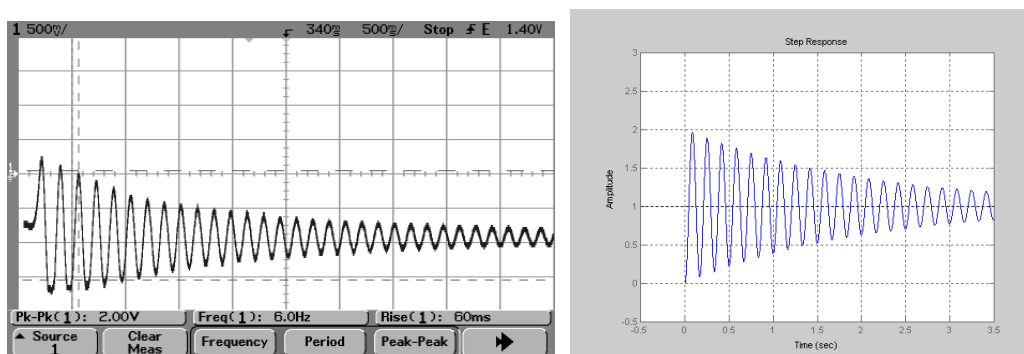 1 500mV/ 340ms 500ms/ Stop E 1.40V
1
Pk-Pk(1): 2.00V Freq(1): 6.0Hz Rise(1): 60ms
Source
1
Clear
Meas
Frequency
Period
Peak-Peak
Step Response
Amplitude
3
2.5
2
1.5
1
0.5
0
-0.5
-0.5 0 0.5 1 1.5 2 2.5 3 3.5
Time (sec)